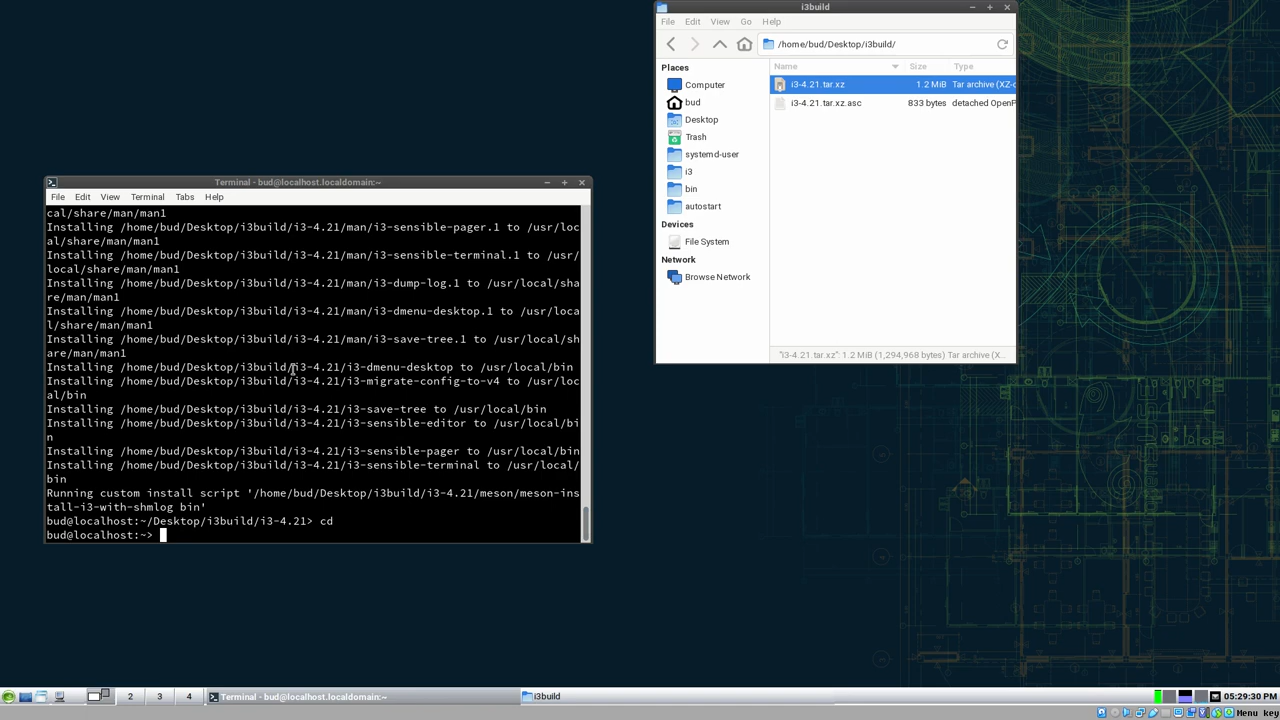 i3build
File Edit View Go Help
/home/bud/Desktop/i3build/
Places
Computer
bud
Desktop
Trash
systemd-user
i3
bin
autostart
Devices
File System
Network
Browse Network
Name Size Type
i3-4.21.tar.xz 1.2 MiB Tar archive (XZ-c
i3-4.21.tar.xz.asc 833 bytes detached OpenP
"i3-4.21.tar.xz": 1.2 MiB (1,294,968 bytes) Tar archive (X...
Terminal - bud@localhost.localdomain:~
File Edit View Terminal Tabs Help
cal/share/man/man1
Installing /home/bud/Desktop/i3build/i3-4.21/man/i3-sensible-pager.1 to /usr/loc
al/share/man/man1
Installing /home/bud/Desktop/i3build/i3-4.21/man/i3-sensible-terminal.1 to /usr/
local/share/man/man1
Installing /home/bud/Desktop/i3build/i3-4.21/man/i3-dump-log.1 to /usr/local/sha
re/man/man1
Installing /home/bud/Desktop/i3build/i3-4.21/man/i3-dmenu-desktop.1 to /usr/loca
l/share/man/man1
Installing /home/bud/Desktop/i3build/i3-4.21/man/i3-save-tree.1 to /usr/local/sh
are/man/man1
Installing /home/bud/Desktop/i3build/i3-4.21/i3-dmenu-desktop to /usr/local/bin
Installing /home/bud/Desktop/i3build/i3-4.21/i3-migrate-config-to-v4 to /usr/loc
al/bin
Installing /home/bud/Desktop/i3build/i3-4.21/i3-save-tree to /usr/local/bin
Installing /home/bud/Desktop/i3build/i3-4.21/i3-sensible-editor to /usr/local/bi
n
Installing /home/bud/Desktop/i3build/i3-4.21/i3-sensible-pager to /usr/local/bin
Installing /home/bud/Desktop/i3build/i3-4.21/i3-sensible-terminal to /usr/local/
bin
Running custom install script '/home/bud/Desktop/i3build/i3-4.21/meson/meson-ins
tall-i3-with-shmlog bin'
bud@localhost:~/Desktop/i3build/i3-4.21> cd
bud@localhost:~>
2 3 4 Terminal - bud@localhost.localdomain:~ i3build 05:29:30 PM
Menu key